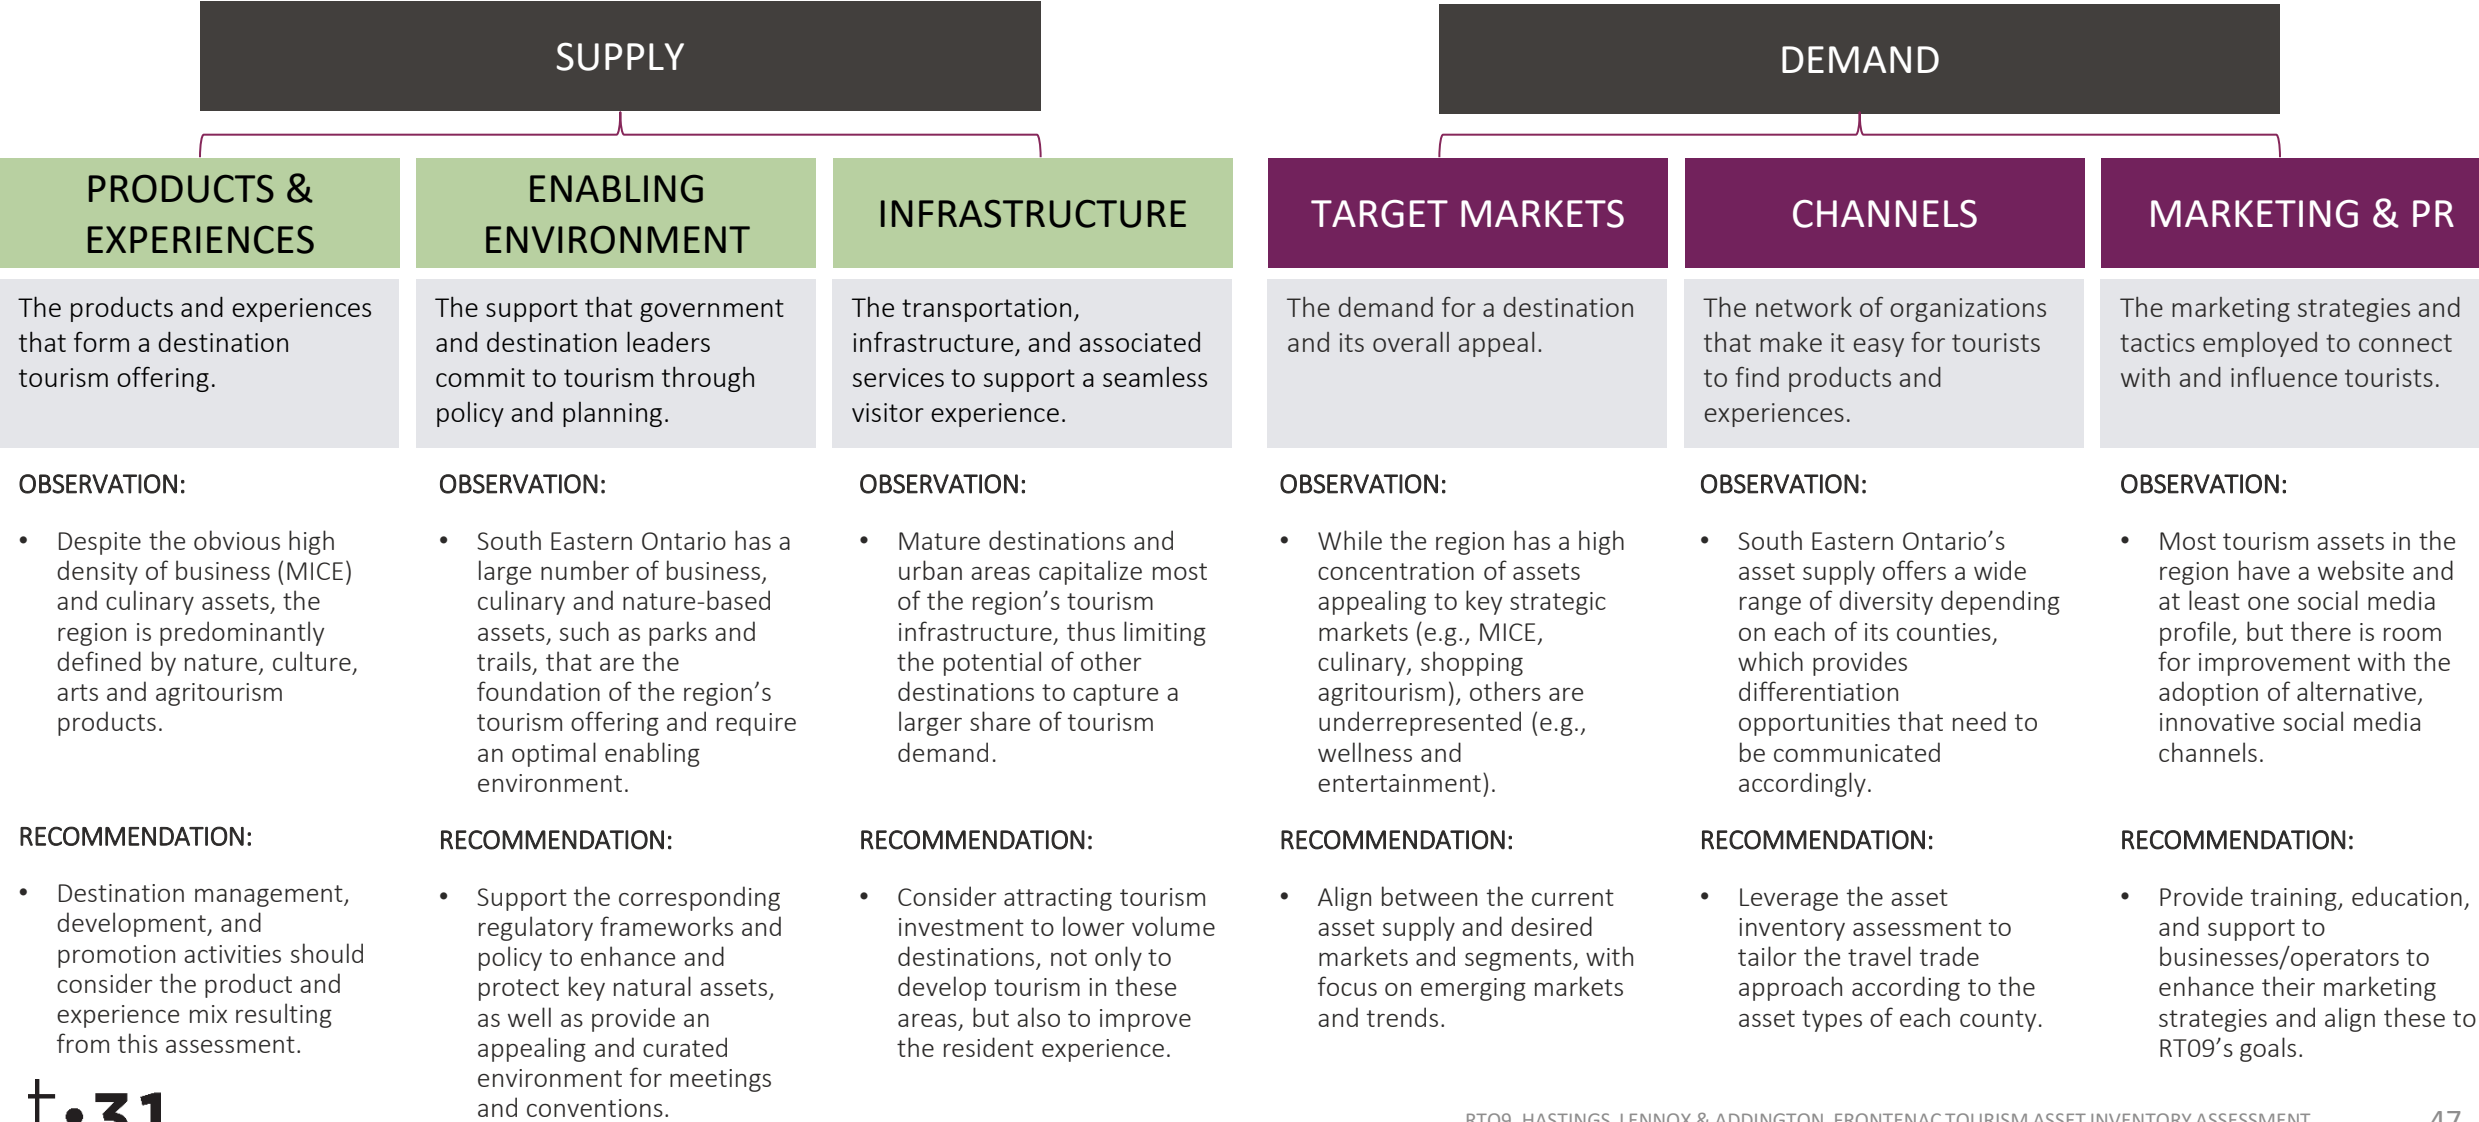 SUPPLY
DEMAND
PRODUCTS &
EXPERIENCES
ENABLING
ENVIRONMENT
INFRASTRUCTURE
TARGET MARKETS
CHANNELS
MARKETING & PR
The products and experiences
that form a destination
tourism offering.
The support that government
and destination leaders
commit to tourism through
policy and planning.
The transportation,
infrastructure, and associated
services to support a seamless
visitor experience.
The demand for a destination
and its overall appeal.
The network of organizations
that make it easy for tourists
to find products and
experiences.
The marketing strategies and
tactics employed to connect
with and influence tourists.
OBSERVATION:
• Despite the obvious high
density of business (MICE)
and culinary assets, the
region is predominantly
defined by nature, culture,
arts and agritourism
products.
RECOMMENDATION:
• Destination management,
development, and
promotion activities should
consider the product and
experience mix resulting
from this assessment.
OBSERVATION:
• South Eastern Ontario has a
large number of business,
culinary and nature-based
assets, such as parks and
trails, that are the
foundation of the region’s
tourism offering and require
an optimal enabling
environment.
RECOMMENDATION:
• Support the corresponding
regulatory frameworks and
policy to enhance and
protect key natural assets,
as well as provide an
appealing and curated
environment for meetings
and conventions.
OBSERVATION:
• Mature destinations and
urban areas capitalize most
of the region’s tourism
infrastructure, thus limiting
the potential of other
destinations to capture a
larger share of tourism
demand.
RECOMMENDATION:
• Consider attracting tourism
investment to lower volume
destinations, not only to
develop tourism in these
areas, but also to improve
the resident experience.
OBSERVATION:
• While the region has a high
concentration of assets
appealing to key strategic
markets (e.g., MICE,
culinary, shopping
agritourism), others are
underrepresented (e.g.,
wellness and
entertainment).
RECOMMENDATION:
• Align between the current
asset supply and desired
markets and segments, with
focus on emerging markets
and trends.
OBSERVATION:
• South Eastern Ontario’s
asset supply offers a wide
range of diversity depending
on each of its counties,
which provides
differentiation
opportunities that need to
be communicated
accordingly.
RECOMMENDATION:
• Leverage the asset
inventory assessment to
tailor the travel trade
approach according to the
asset types of each county.
OBSERVATION:
• Most tourism assets in the
region have a website and
at least one social media
profile, but there is room
for improvement with the
adoption of alternative,
innovative social media
channels.
RECOMMENDATION:
• Provide training, education,
and support to
businesses/operators to
enhance their marketing
strategies and align these to
RT09’s goals.
t•31
RTO9, HASTINGS, LENNOX & ADDINGTON, FRONTENAC TOURISM ASSET INVENTORY ASSESSMENT
47